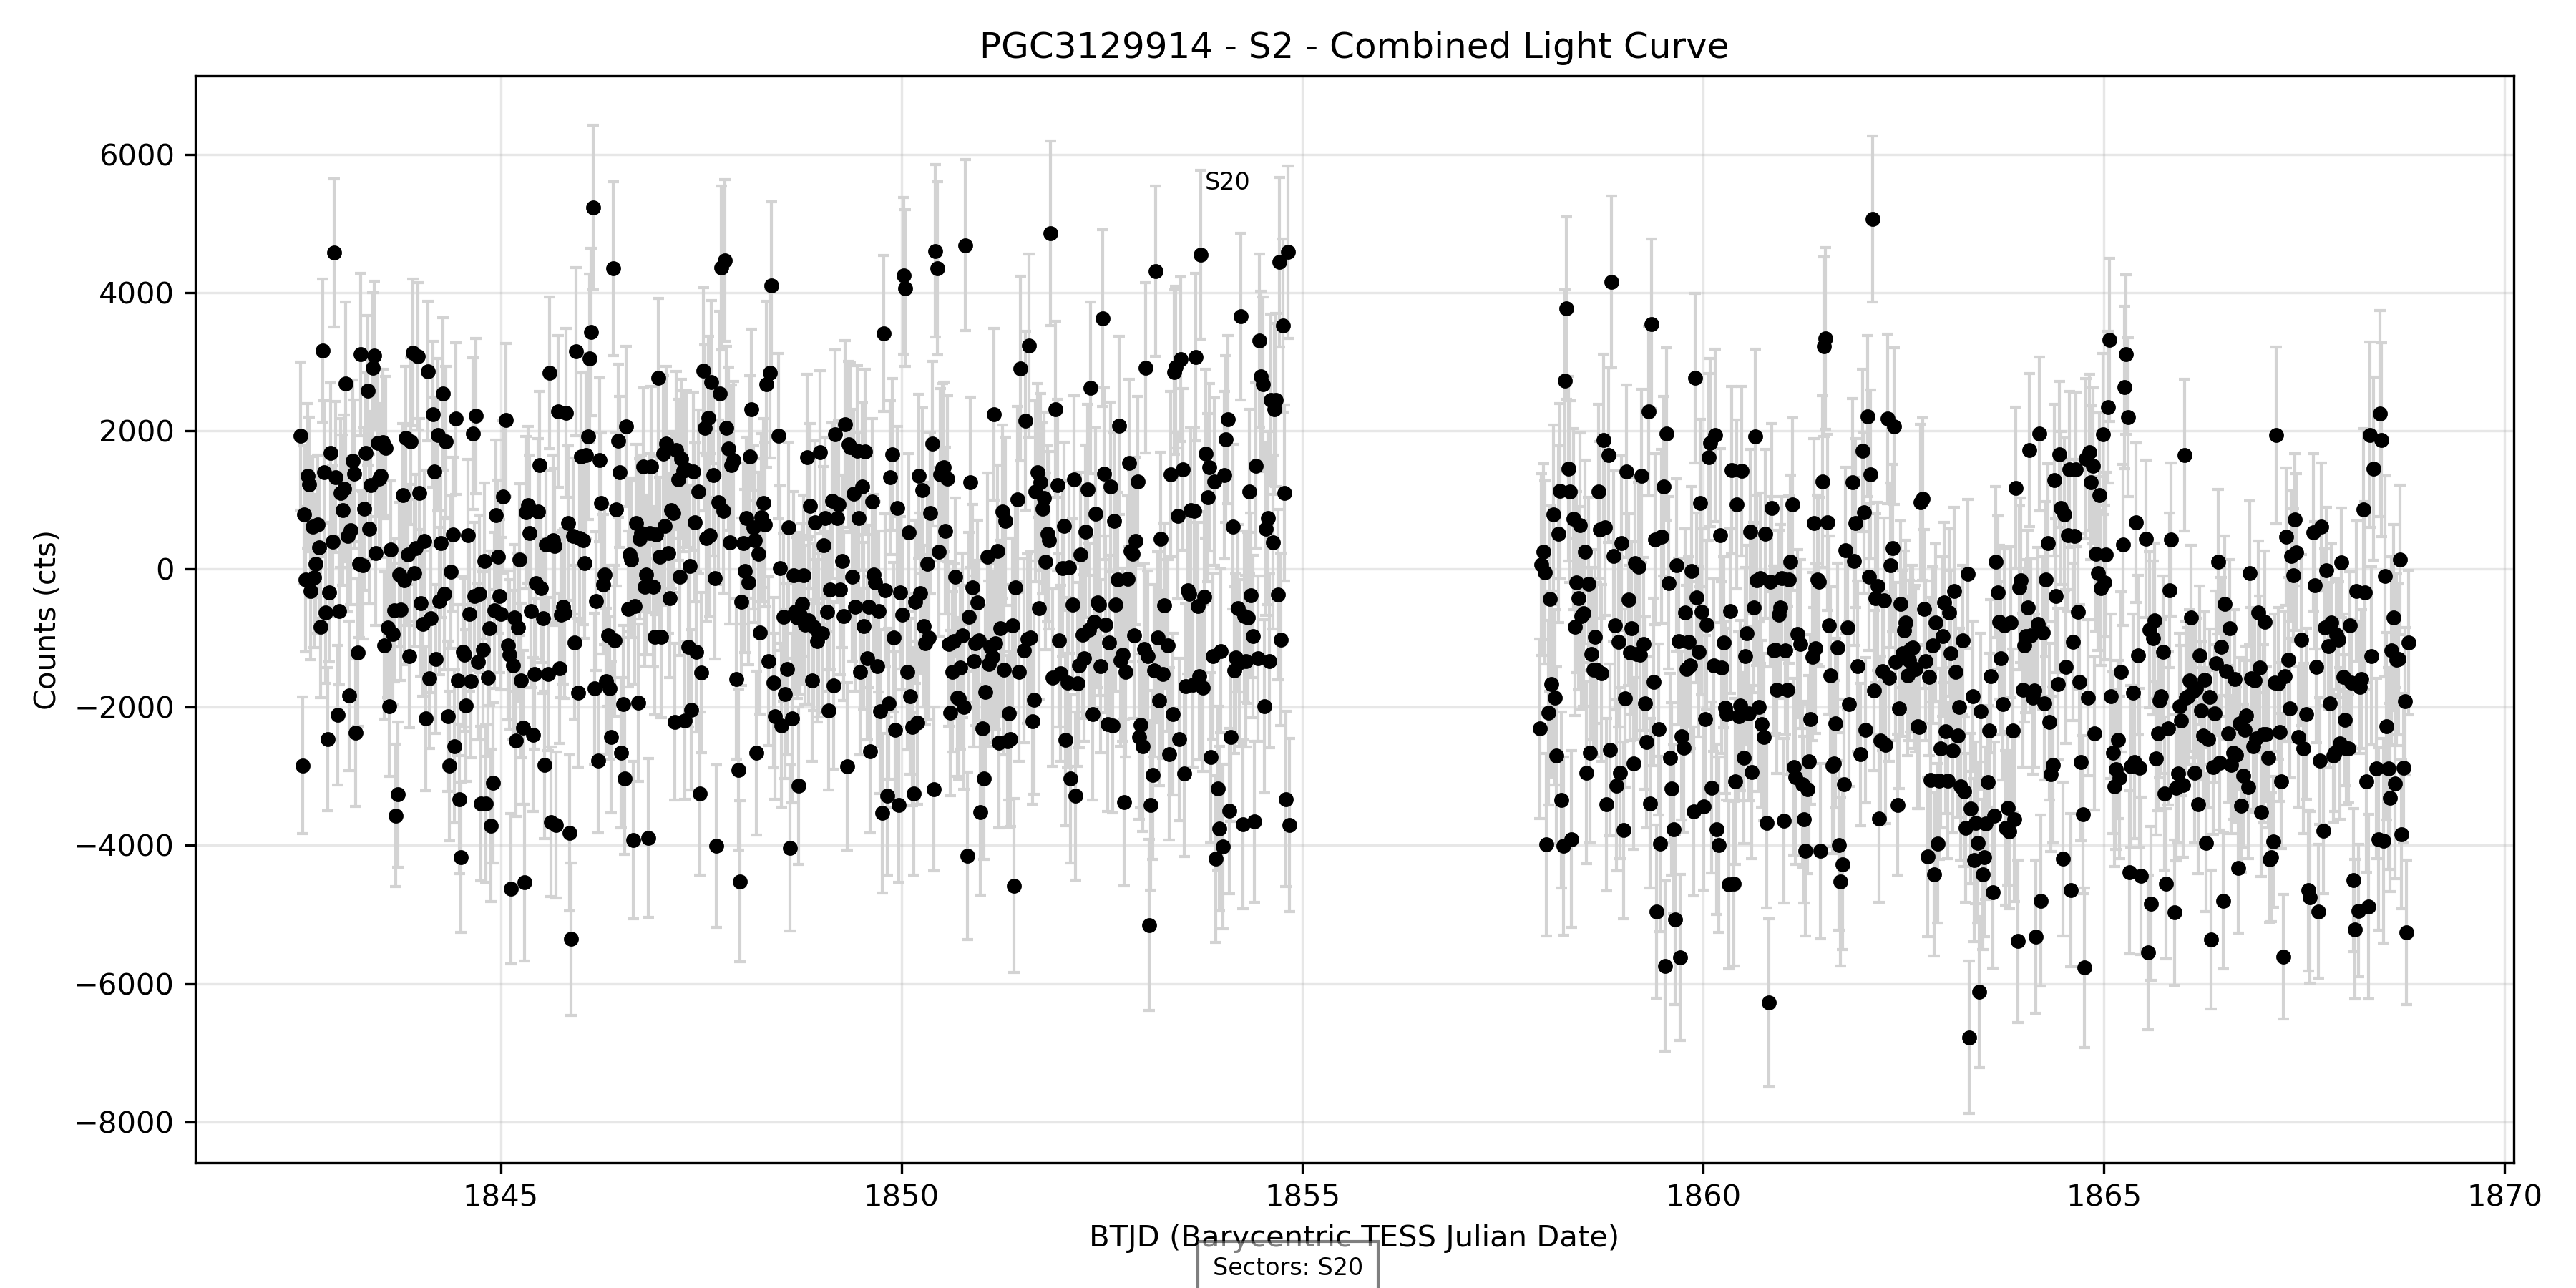 PGC3129914 - S2 - Combined Light Curve
6000
4000
2000
0
−2000
−4000
−6000
−8000
Counts (cts)
S20
1845
1850
1855
1860
1865
1870
BTJD (Barycentric TESS Julian Date)
Sectors: S20